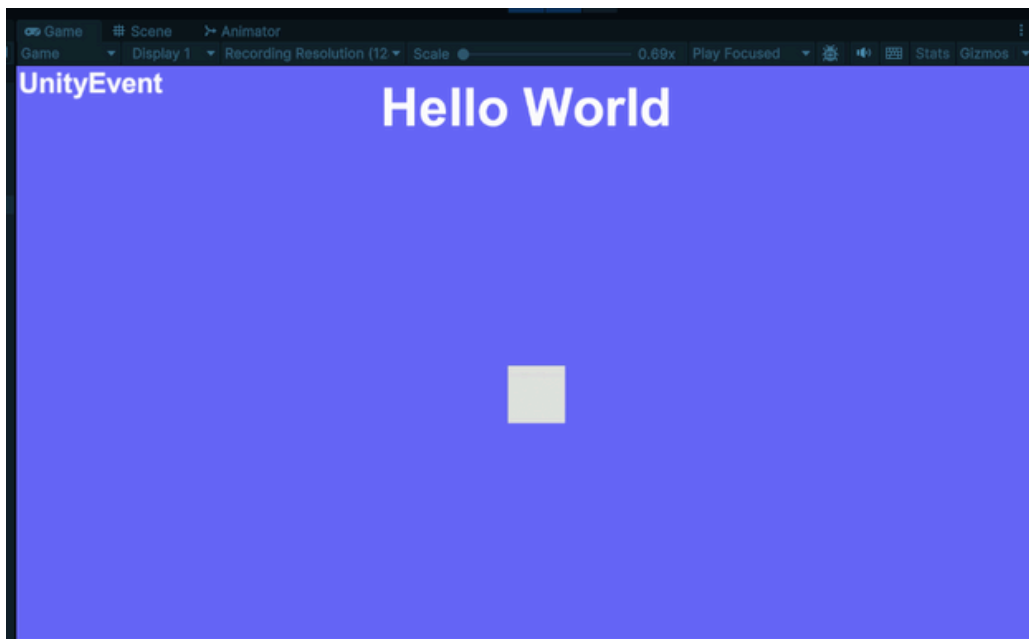 Game Scene Animator
Game Display 1 Recording Resolution (12 Scale 0.69x Play Focused Stats Gizmos
UnityEvent
Hello World